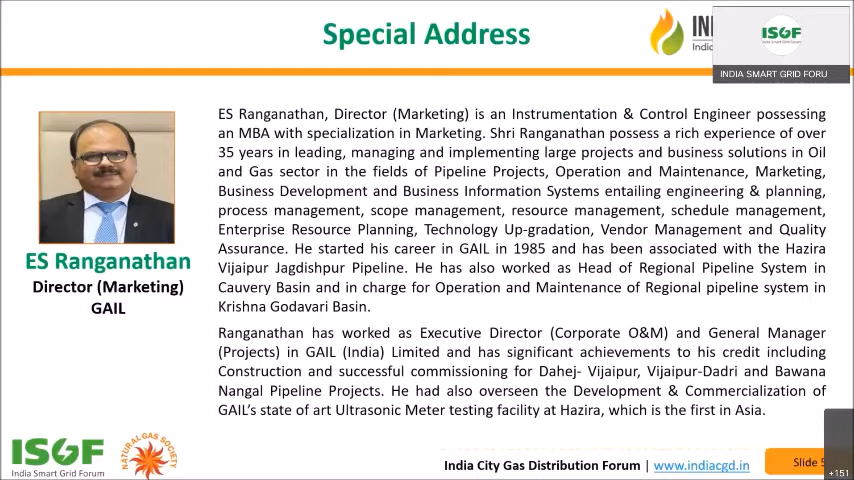 Special Address
IND
India
ISGF
India Smart Grid Forum
INDIA SMART GRID FORU
ES Ranganathan
Director (Marketing)
GAIL
ES Ranganathan, Director (Marketing) is an Instrumentation & Control Engineer possessing
an MBA with specialization in Marketing. Shri Ranganathan possess a rich experience of over
35 years in leading, managing and implementing large projects and business solutions in Oil
and Gas sector in the fields of Pipeline Projects, Operation and Maintenance, Marketing,
Business Development and Business Information Systems entailing engineering & planning,
process management, scope management, resource management, schedule management,
Enterprise Resource Planning, Technology Up-gradation, Vendor Management and Quality
Assurance. He started his career in GAIL in 1985 and has been associated with the Hazira
Vijaipur Jagdishpur Pipeline. He has also worked as Head of Regional Pipeline System in
Cauvery Basin and in charge for Operation and Maintenance of Regional pipeline system in
Krishna Godavari Basin.
Ranganathan has worked as Executive Director (Corporate O&M) and General Manager
(Projects) in GAIL (India) Limited and has significant achievements to his credit including
Construction and successful commissioning for Dahej- Vijaipur, Vijaipur-Dadri and Bawana
Nangal Pipeline Projects. He had also overseen the Development & Commercialization of
GAIL's state of art Ultrasonic Meter testing facility at Hazira, which is the first in Asia.
ISGF
India Smart Grid Forum
NATURAL GAS SOCIETY
India City Gas Distribution Forum | www.indiacgd.in
Slide 5
+151